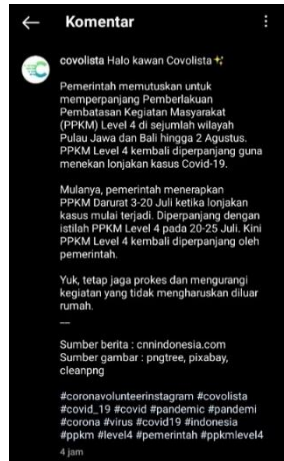 Komentar
covolista Halo kawan Covolista✨
Pemerintah memutuskan untuk
memperpanjang Pemberlakuan
Pembatasan Kegiatan Masyarakat
(PPKM) Level 4 di sejumlah wilayah
Pulau Jawa dan Bali hingga 2 Agustus.
PPKM Level 4 kembali diperpanjang guna
menekan lonjakan kasus Covid-19.
Mulanya, pemerintah menerapkan
PPKM Darurat 3-20 Juli ketika lonjakan
kasus mulai terjadi. Diperpanjang dengan
istilah PPKM Level 4 pada 20-25 Juli. Kini
PPKM Level 4 kembali diperpanjang oleh
pemerintah.
Yuk, tetap jaga prokes dan mengurangi
kegiatan yang tidak mengharuskan diluar
rumah.
—
Sumber berita : cnnindonesia.com
Sumber gambar : pngtree, pixabay,
cleanpng
#coronavolunteerinstagram #covolista
#covid_19 #covid #pandemic #pandemi
#corona #virus #covid19 #indonesia
#ppkm #level4 #pemerintah #ppkmlevel4
4 jam